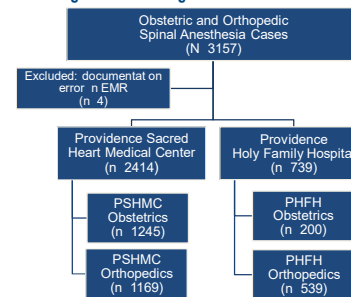 Obstetric and Orthopedic
Spinal Anesthesia Cases
(N 3157)
Excluded: documentat on
error n EMR
(n 4)
Providence Sacred
Heart Medical Center
(n 2414)
Providence
Holy Family Hospita
(n 739)
PSHMC
Obstetrics
(n 1245)
PHFH
Obstetrics
(n 200)
PSHMC
Orthopedics
(n 1169)
PHFH
Orthopedics
(n 539)